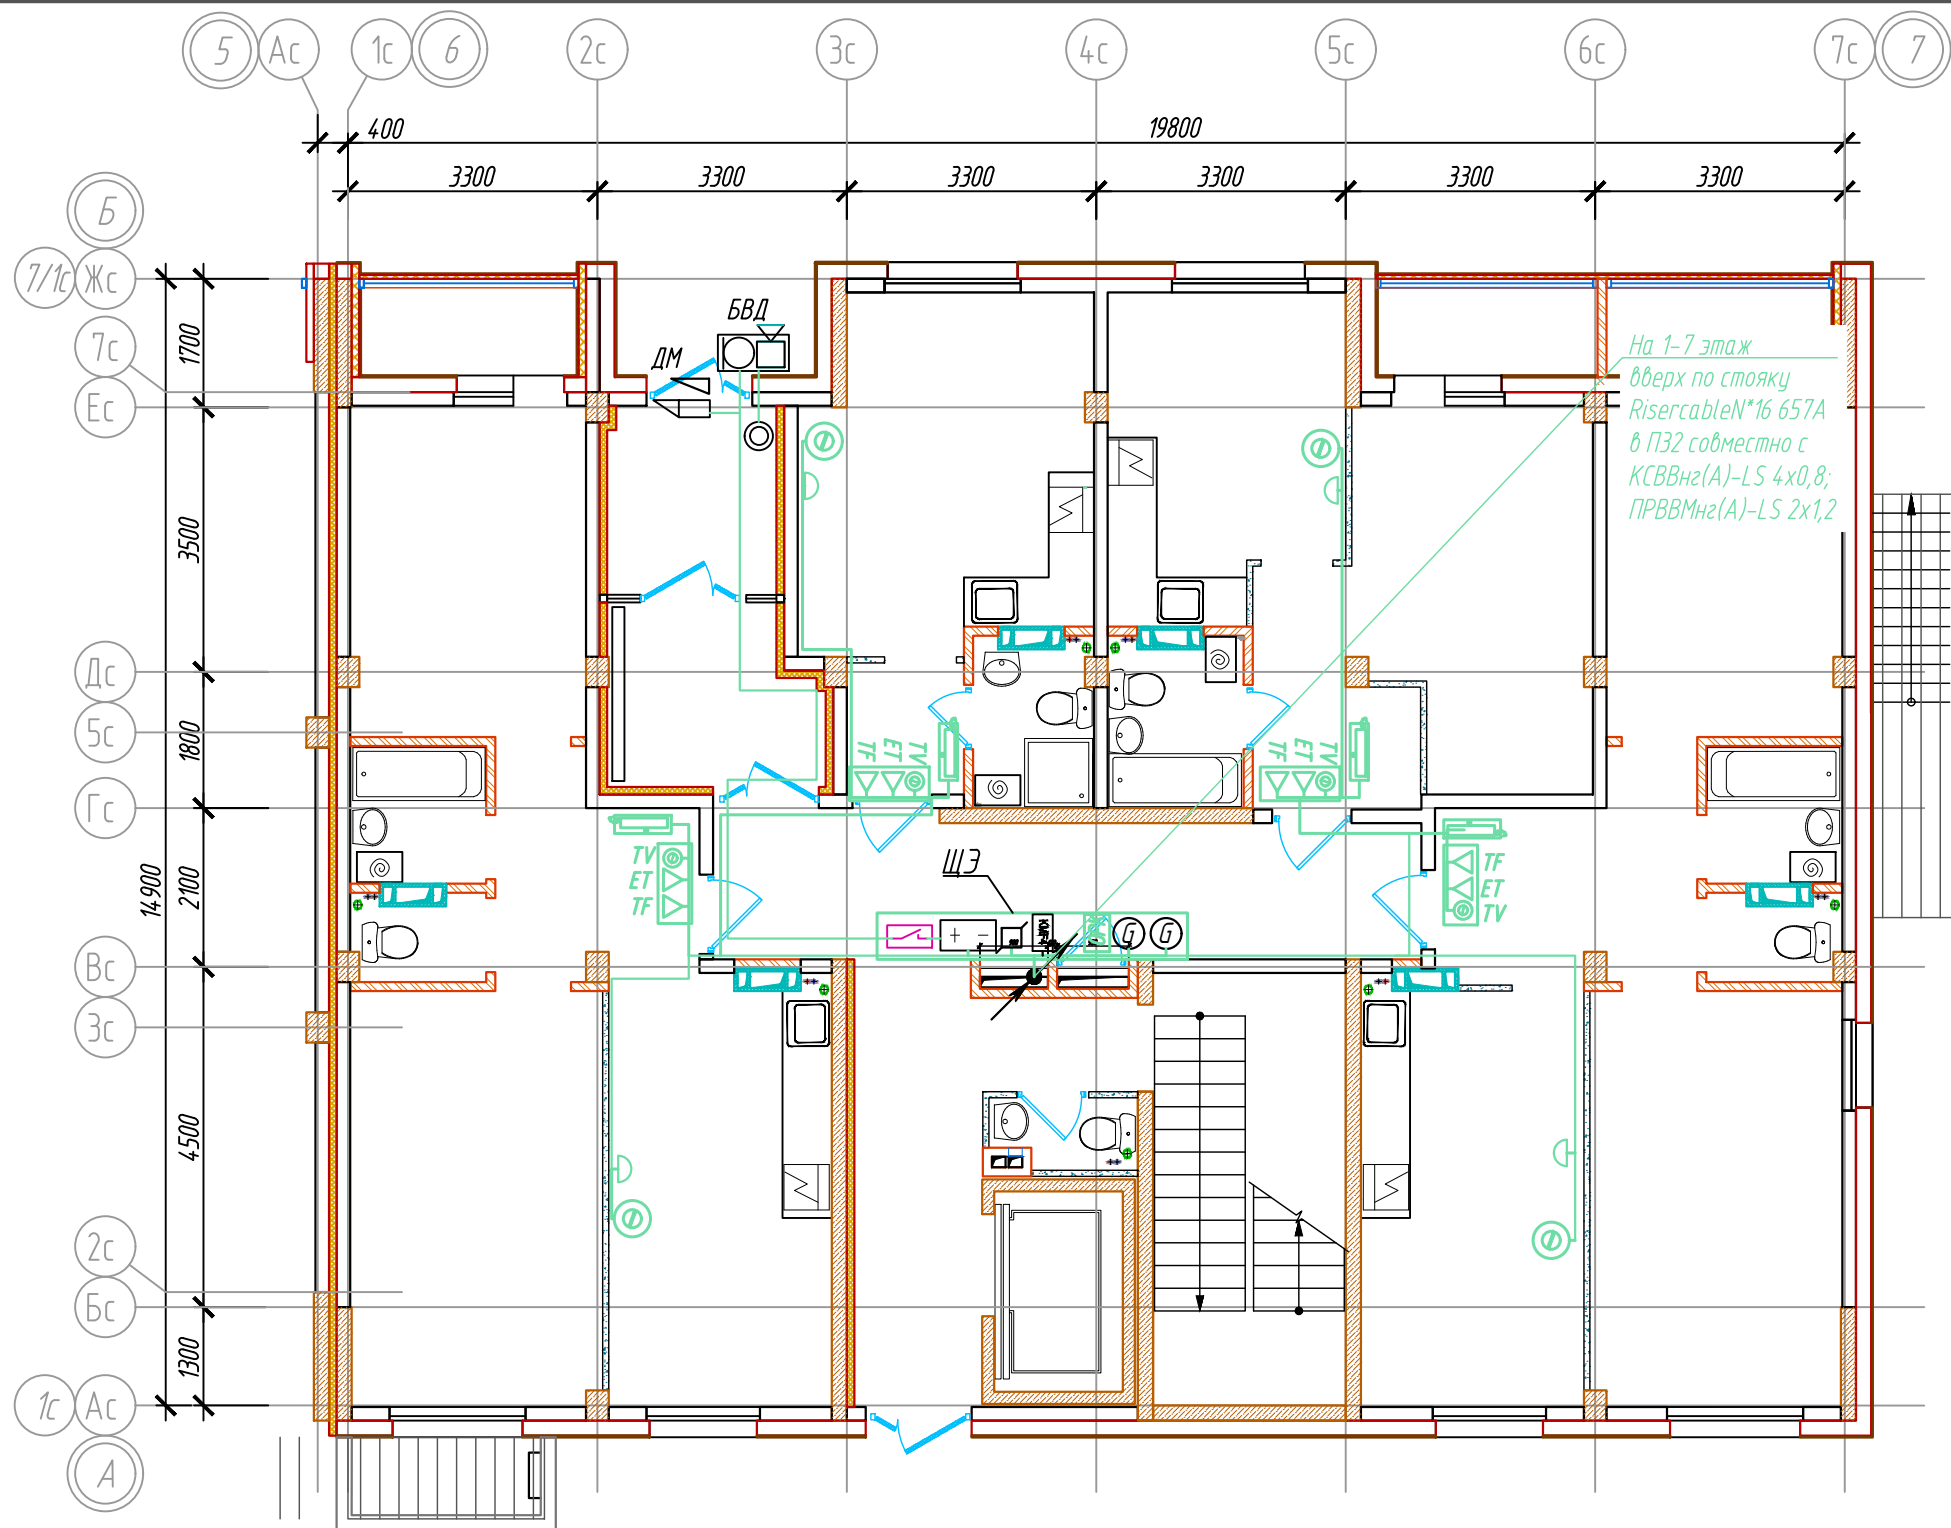 5 Ас 1с 6 2с 3с 4с 5с 6с 7с 7
400 19800
3300 3300 3300 3300 3300 3300
Б
7/1с Жс
7с
Ес
Дс
5с
Гс
Вс
3с
2с
Бс
1с Ас
А
1700
3500
1800
2100
14900
4500
1300
БВД
ДМ
На 1-7 этаж
вверх по стояку
RisercableN*16 657А
в ПЭ2 совместно с
КСВВнг(А)-LS 4х0,8;
ПРВВМнг(А)-LS 2х1,2
TF ET TV
TF ET TV
TV
ET
TF
TF
ET
TV
ЩЭ
+ -
G G